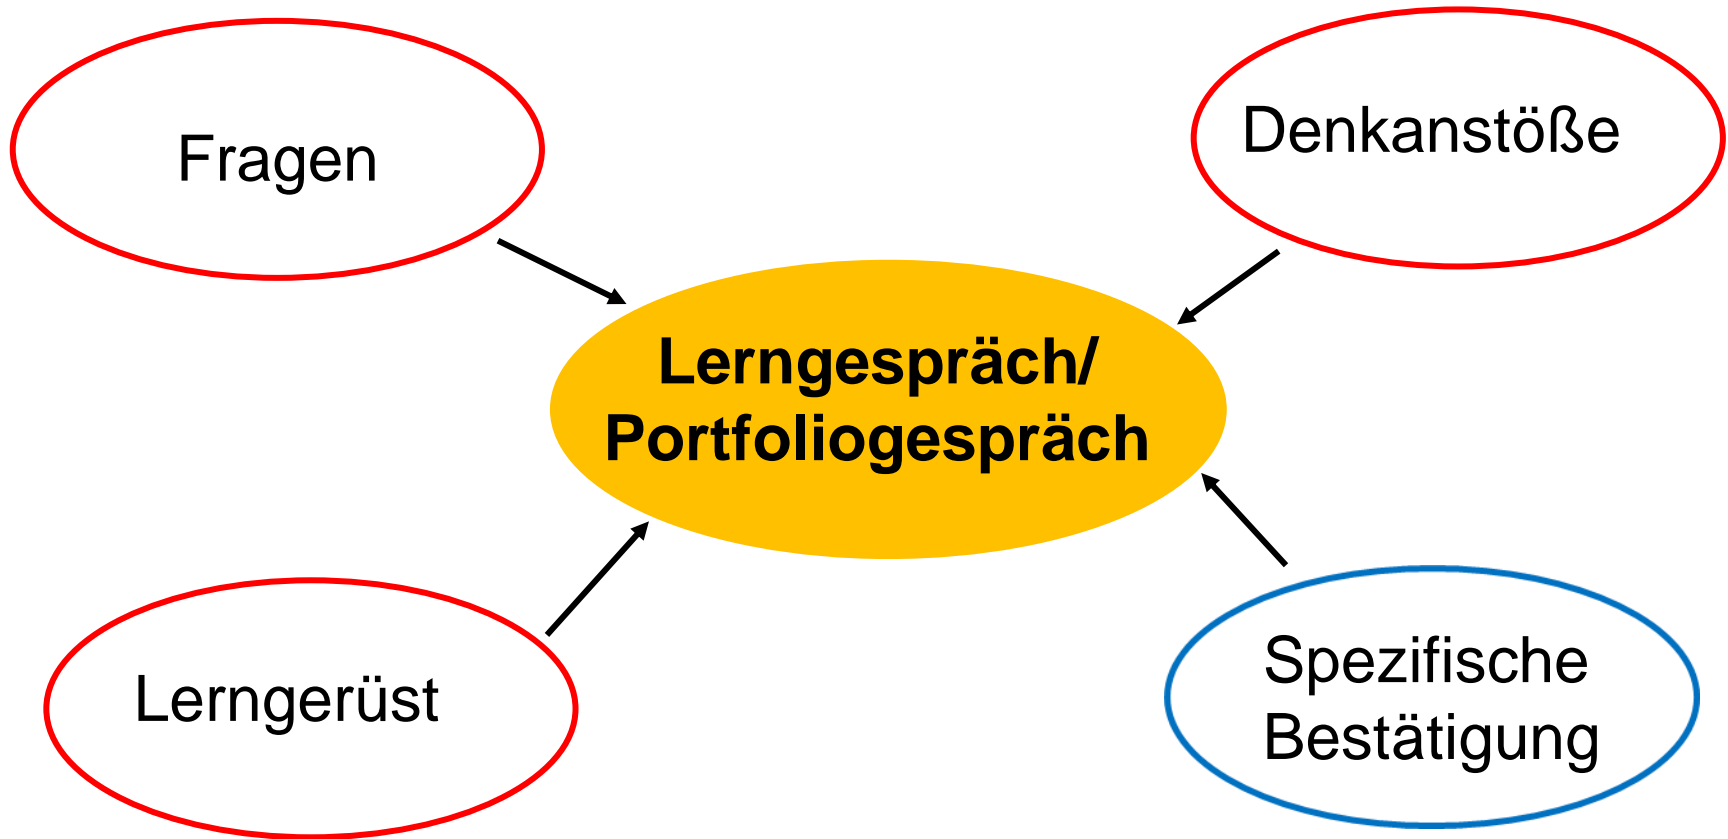 Fragen
Denkanstöße
Lerngespräch/
Portfoliogespräch
Lerngerüst
Spezifische
Bestätigung